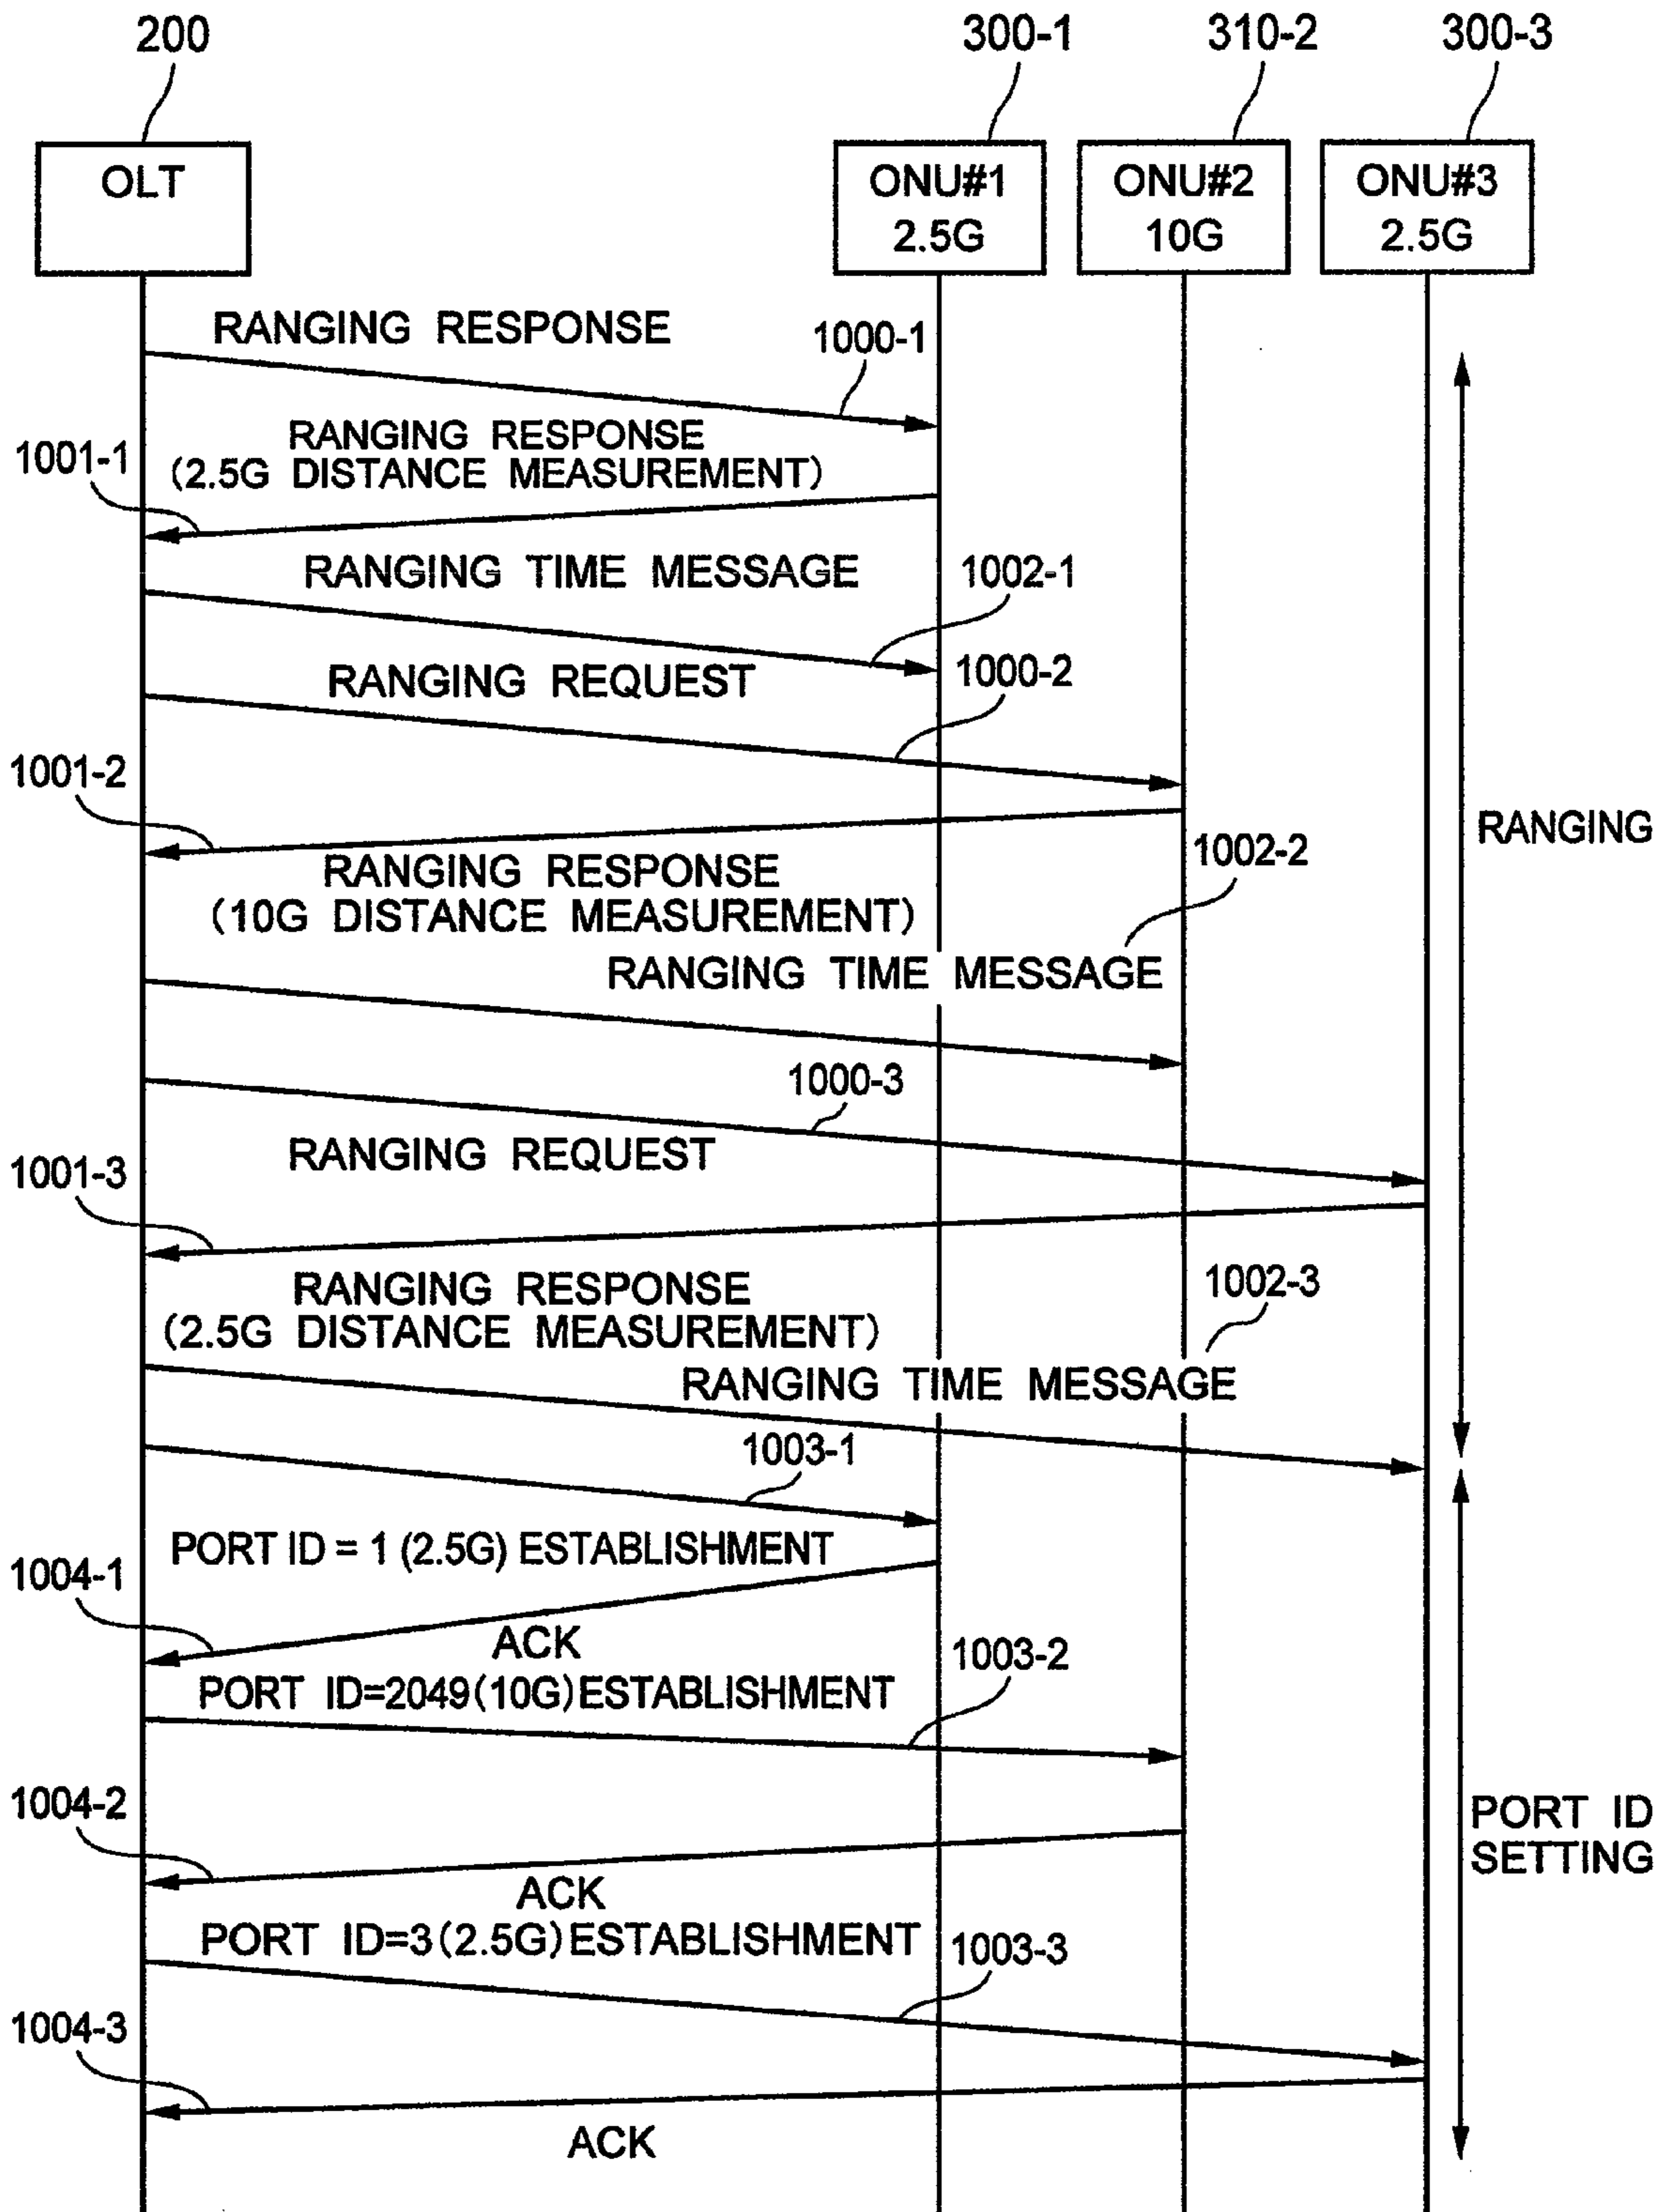 200
300-1
310-2
300-3
OLT
ONU#1
2.5G
ONU#2
10G
ONU#3
2.5G
RANGING RESPONSE
1000-1
RANGING RESPONSE
(2.5G DISTANCE MEASUREMENT)
1001-1
RANGING TIME MESSAGE
1002-1
RANGING REQUEST
1000-2
1001-2
RANGING RESPONSE
(10G DISTANCE MEASUREMENT)
1002-2
RANGING
RANGING TIME MESSAGE
1000-3
RANGING REQUEST
1001-3
RANGING RESPONSE
(2.5G DISTANCE MEASUREMENT)
1002-3
RANGING TIME MESSAGE
1003-1
PORT ID = 1 (2.5G) ESTABLISHMENT
1004-1
ACK
1003-2
PORT ID=2049(10G)ESTABLISHMENT
1004-2
PORT ID
SETTING
ACK
PORT ID=3(2.5G)ESTABLISHMENT
1003-3
1004-3
ACK